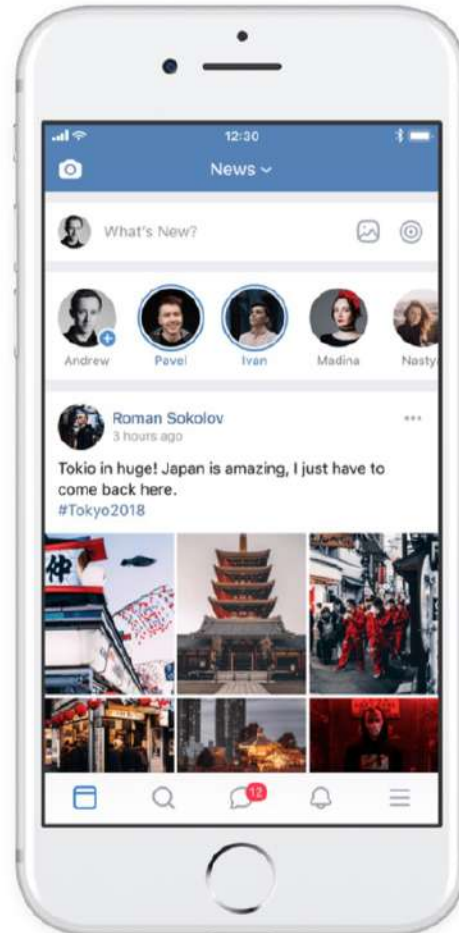 12:30
News
What's New?
Andrew
Pavel
Ivan
Madina
Nasty
Roman Sokolov
3 hours ago
Tokio in huge! Japan is amazing, I just have to
come back here.
#Tokyo2018
仲
12